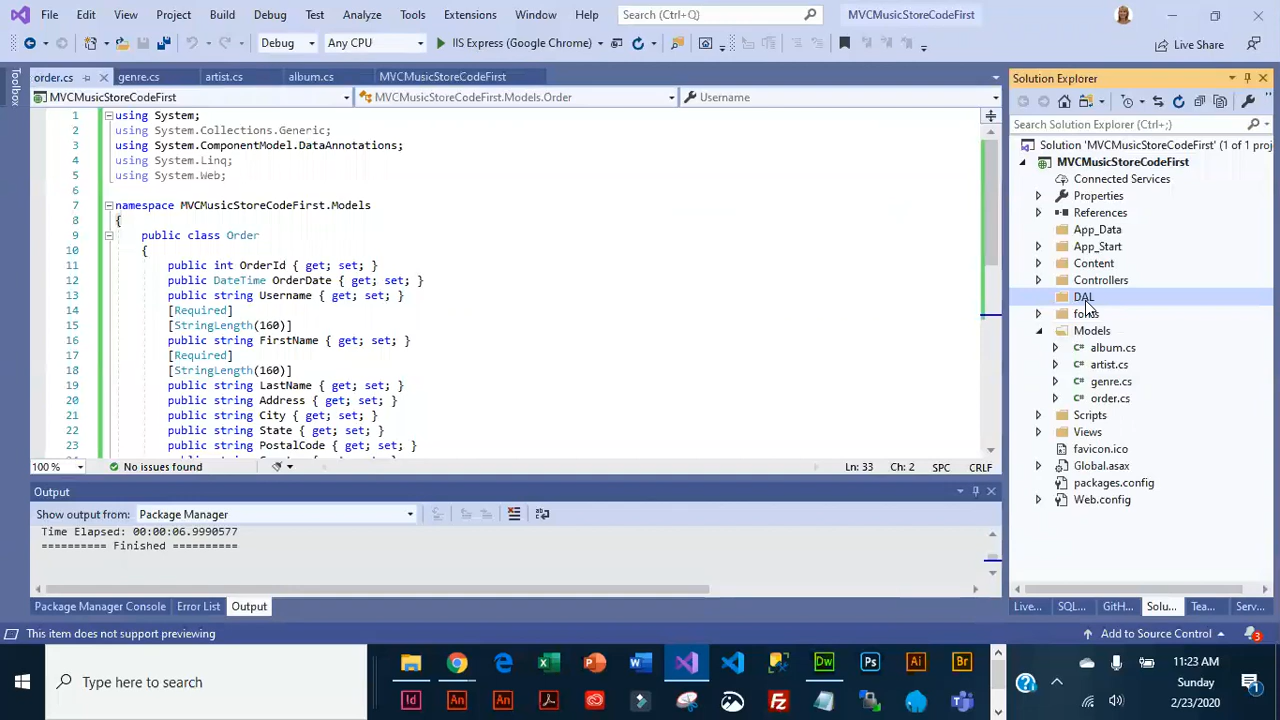 File Edit View Project Build Debug Test Analyze Tools Extensions Window Help Search (Ctrl+Q) MVCMusicStoreCodeFirst
Debug Any CPU IIS Express (Google Chrome) Live Share
Toolbox
order.cs genre.cs artist.cs album.cs MVCMusicStoreCodeFirst
MVCMusicStoreCodeFirst MVCMusicStoreCodeFirst.Models.Order Username
1 using System;
2 using System.Collections.Generic;
3 using System.ComponentModel.DataAnnotations;
4 using System.Linq;
5 using System.Web;
6
7 namespace MVCMusicStoreCodeFirst.Models
8 {
9 public class Order
10 {
11 public int OrderId { get; set; }
12 public DateTime OrderDate { get; set; }
13 public string Username { get; set; }
14 [Required]
15 [StringLength(160)]
16 public string FirstName { get; set; }
17 [Required]
18 [StringLength(160)]
19 public string LastName { get; set; }
20 public string Address { get; set; }
21 public string City { get; set; }
22 public string State { get; set; }
23 public string PostalCode { get; set; }
100 % No issues found Ln: 33 Ch: 2 SPC CRLF
Output
Show output from: Package Manager
Time Elapsed: 00:00:06.9990577
========== Finished ==========
Package Manager Console Error List Output
Solution Explorer
Search Solution Explorer (Ctrl+;)
Solution 'MVCMusicStoreCodeFirst' (1 of 1 proj
MVCMusicStoreCodeFirst
Connected Services
Properties
References
App_Data
App_Start
Content
Controllers
DAL
Models
C# album.cs
C# artist.cs
C# genre.cs
C# order.cs
Scripts
Views
favicon.ico
Global.asax
packages.config
Web.config
Live... SQL... GitH... Solu... Tea... Serv...
This item does not support previewing Add to Source Control 3
Type here to search
Dw Ps Ai Br
Id An An Fz
11:23 AM
Sunday
2/23/2020
1